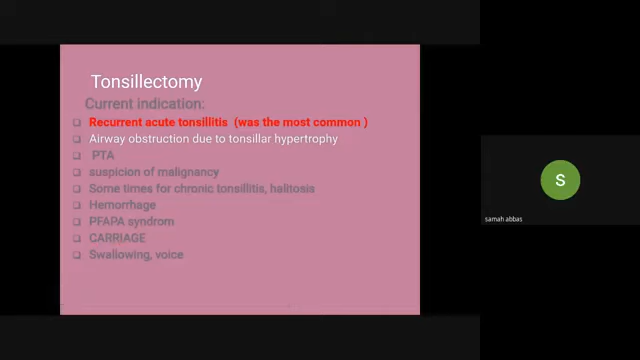 Tonsillectomy
Current indication:
Recurrent acute tonsillitis (was the most common )
Airway obstruction due to tonsillar hypertrophy
PTA
suspicion of malignancy
Some times for chronic tonsillitis, halitosis
Hemorrhage
PFAPA syndrom
CARRIAGE
Swallowing, voice
S
samah abbas